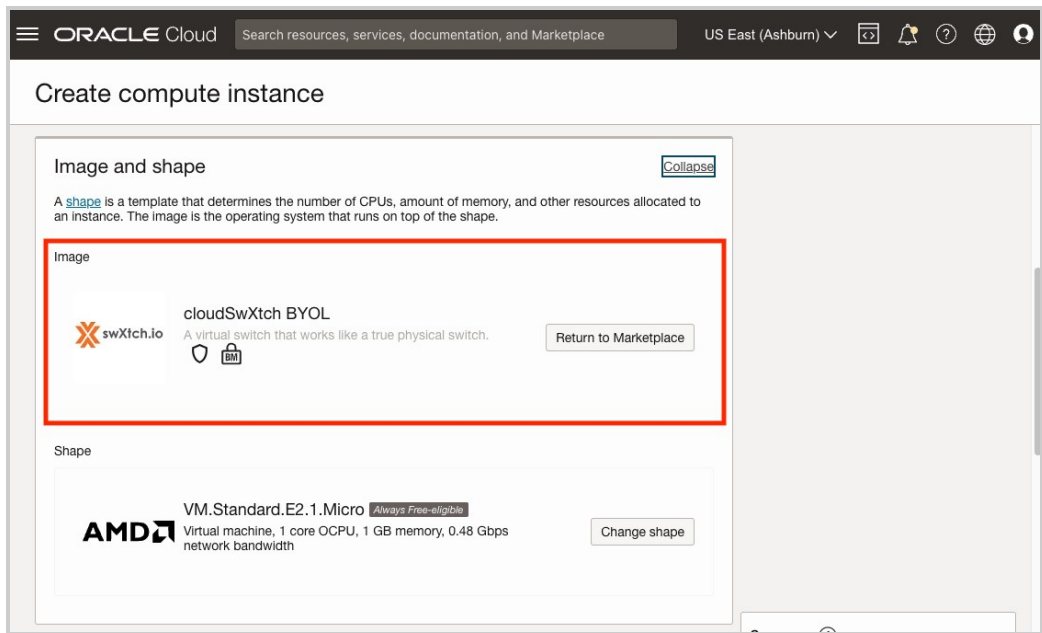 ORACLE Cloud
Search resources, services, documentation, and Marketplace
US East (Ashburn)
Create compute instance
Image and shape
Collapse
A shape is a template that determines the number of CPUs, amount of memory, and other resources allocated to
an instance. The image is the operating system that runs on top of the shape.
Image
swXtch.io
cloudSwXtch BYOL
A virtual switch that works like a true physical switch.
BM
Return to Marketplace
Shape
AMD
VM.Standard.E2.1.Micro Always Free-eligible
Virtual machine, 1 core OCPU, 1 GB memory, 0.48 Gbps
network bandwidth
Change shape